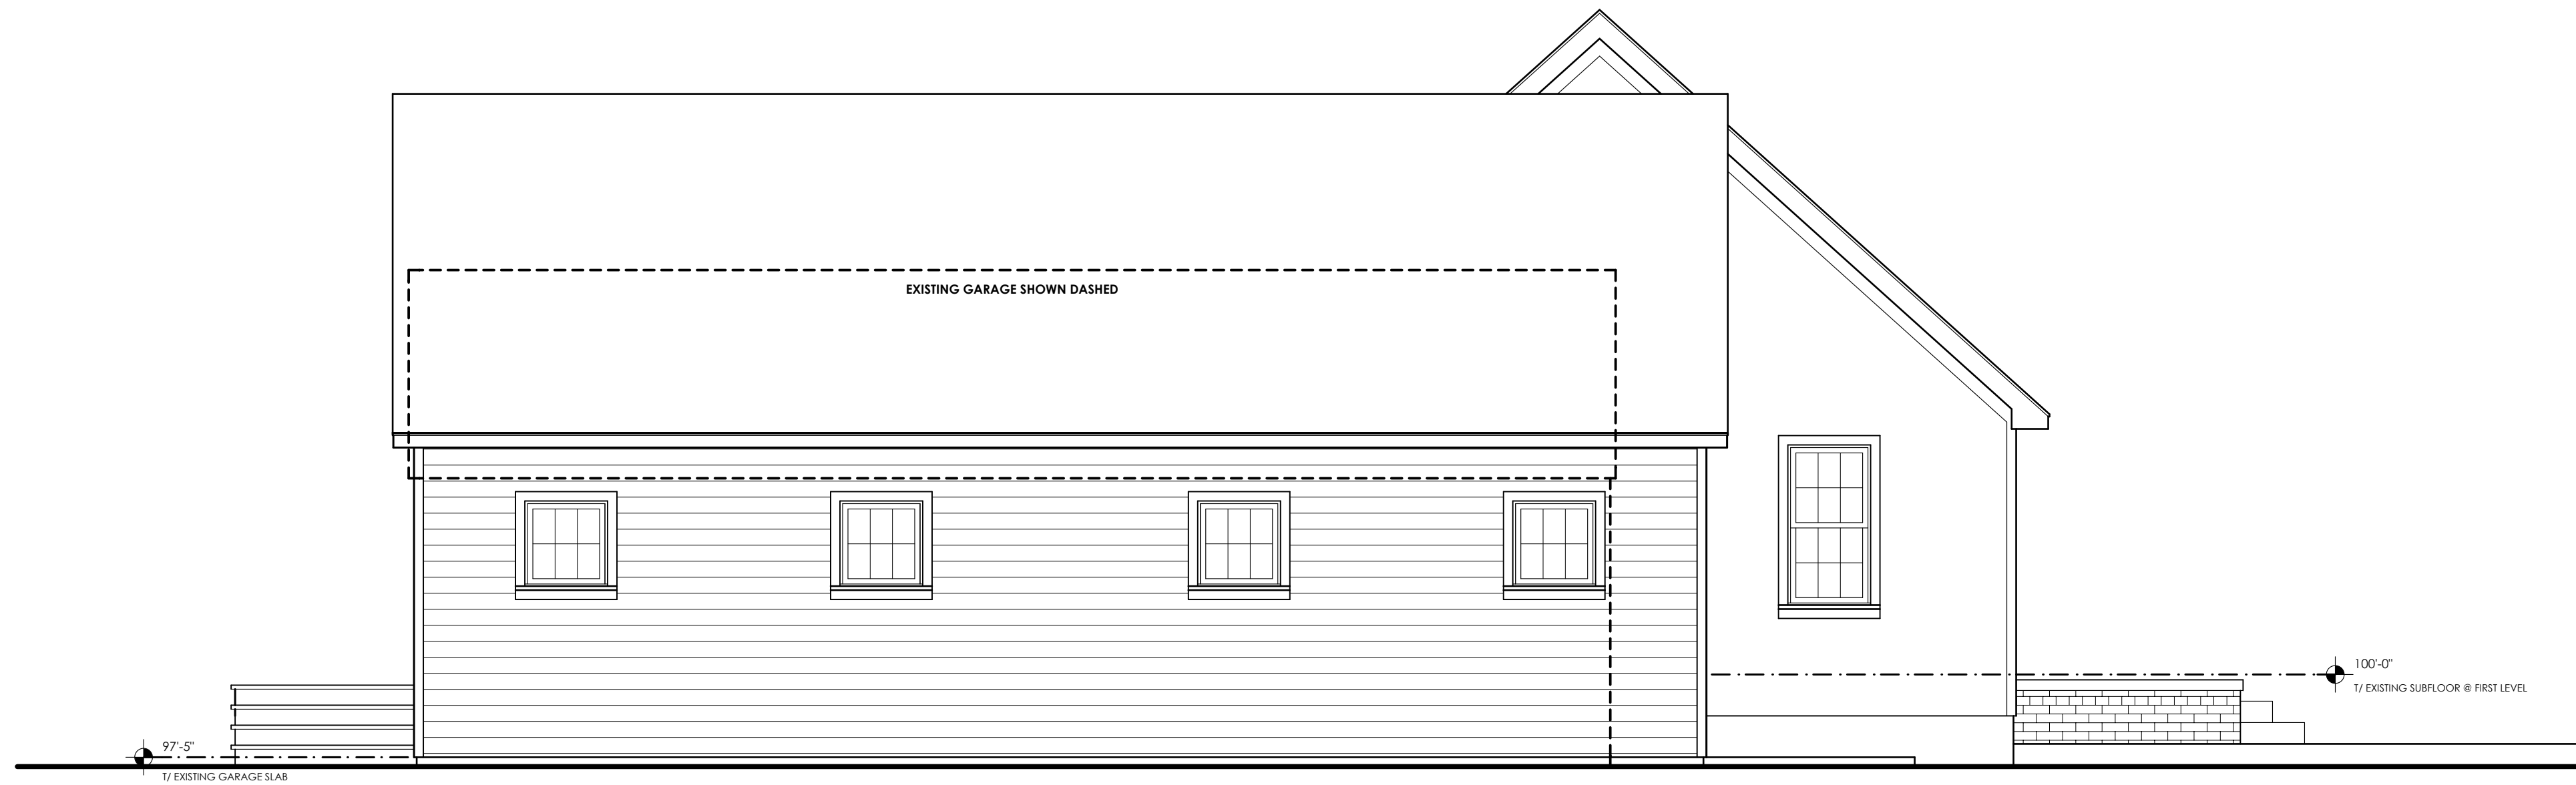 EXISTING GARAGE SHOWN DASHED
100'-0"
T/ EXISTING SUBFLOOR @ FIRST LEVEL
97'-5"
T/ EXISTING GARAGE SLAB